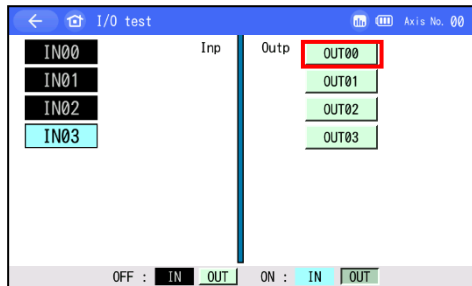 I/O test Axis No. 00
Inp Outp
IN00 OUT00
IN01 OUT01
IN02 OUT02
IN03 OUT03
OFF : IN OUT ON : IN OUT